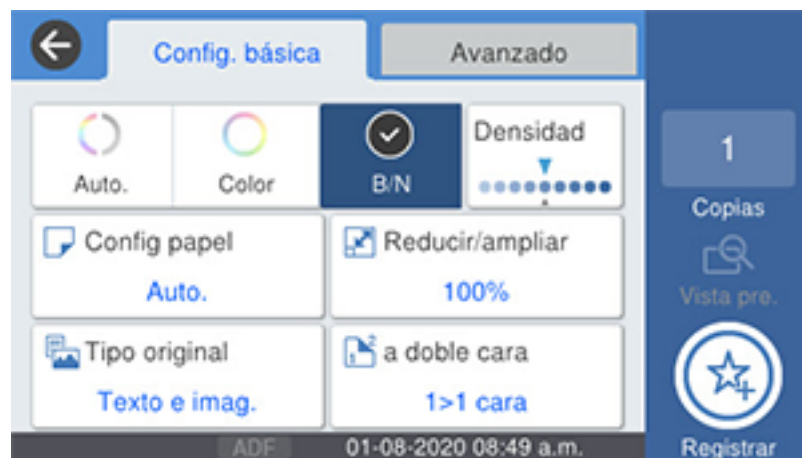 Config. básica
Avanzado
Auto.
Color
B/N
Densidad
1
Copias
Config papel
Auto.
Reducir/ampliar
100%
Vista pre.
Tipo original
Texto e imag.
a doble cara
1>1 cara
Registrar
ADF
01-08-2020 08:49 a.m.